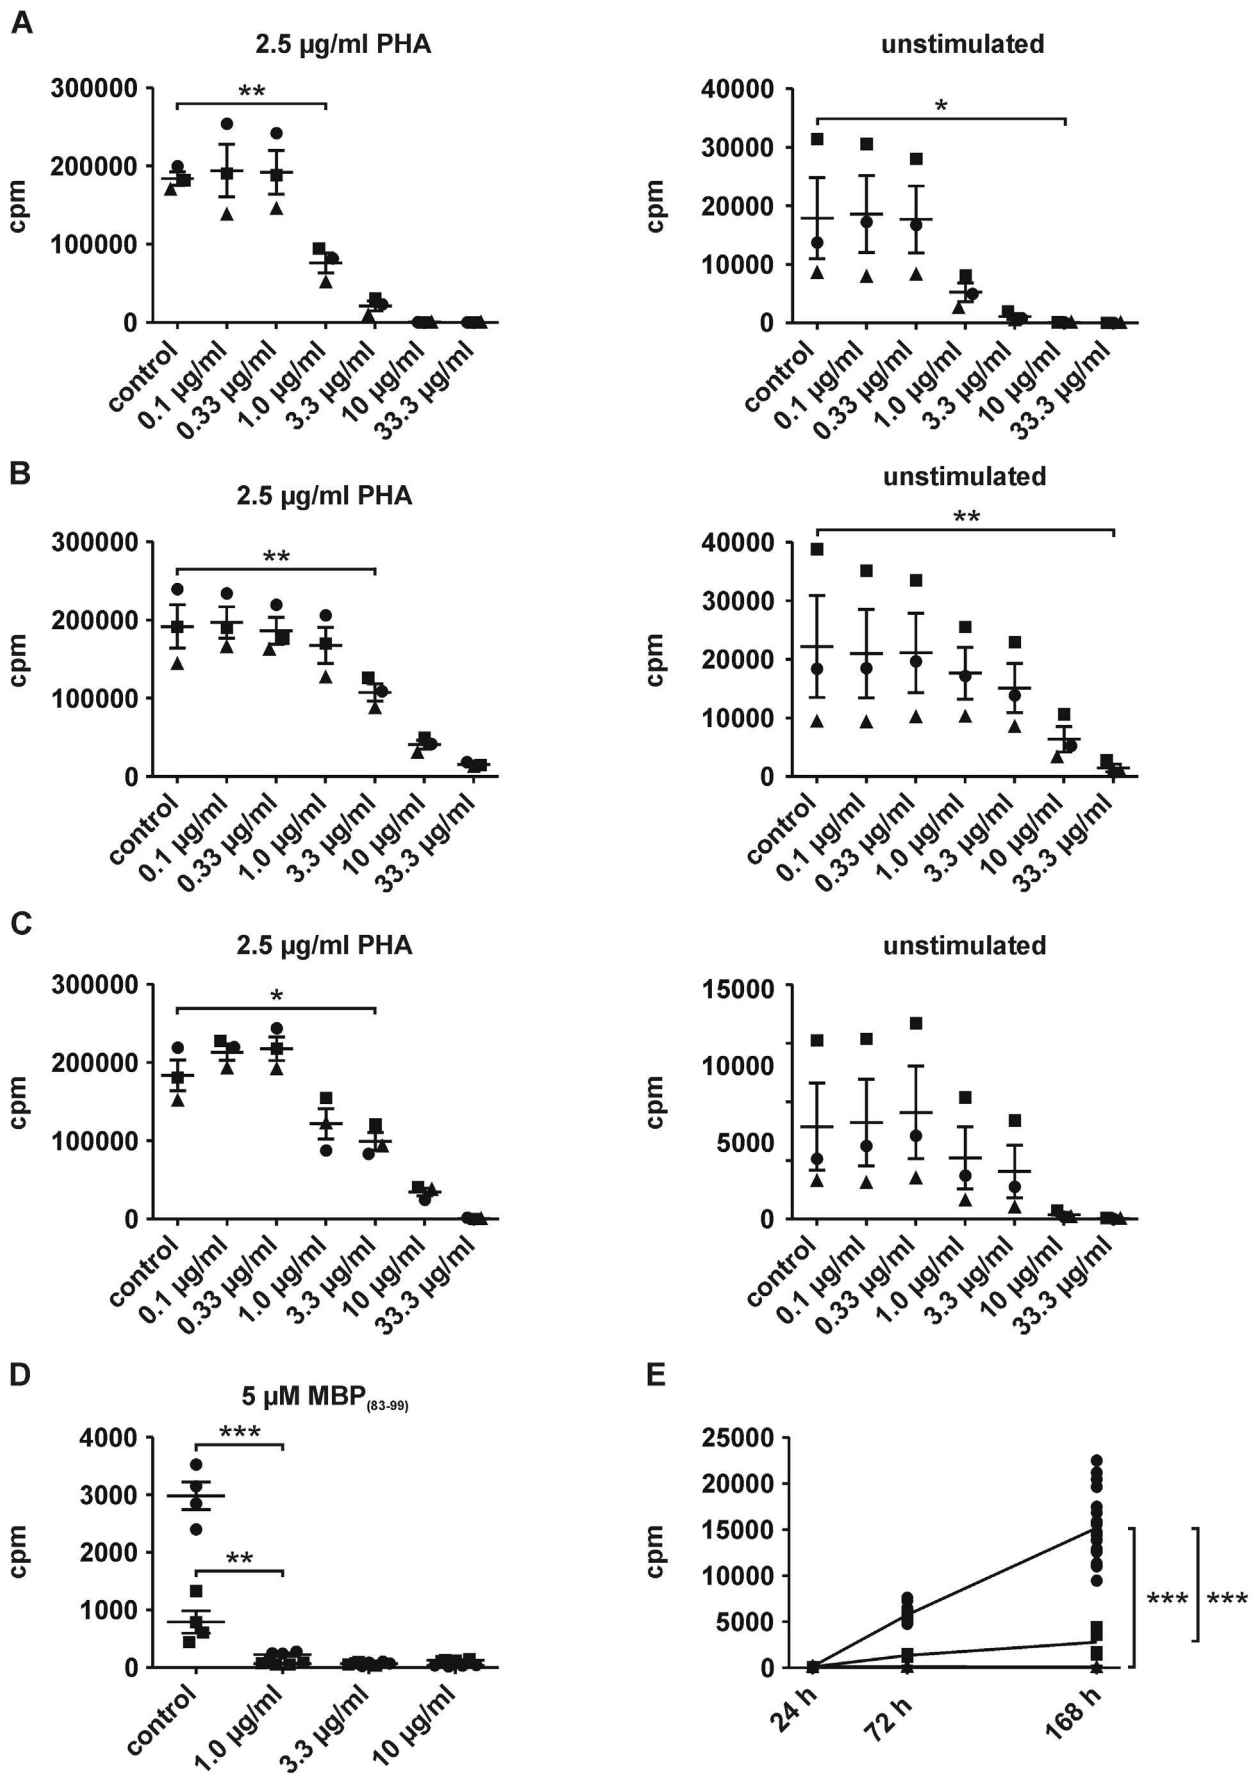 A
2.5 µg/ml PHA
300000
200000
100000
0
cpm
**
control
0.1 µg/ml
0.33 µg/ml
1.0 µg/ml
3.3 µg/ml
10 µg/ml
33.3 µg/ml
unstimulated
40000
30000
20000
10000
0
cpm
*
control
0.1 µg/ml
0.33 µg/ml
1.0 µg/ml
3.3 µg/ml
10 µg/ml
33.3 µg/ml
B
2.5 µg/ml PHA
300000
200000
100000
0
cpm
**
control
0.1 µg/ml
0.33 µg/ml
1.0 µg/ml
3.3 µg/ml
10 µg/ml
33.3 µg/ml
unstimulated
40000
30000
20000
10000
0
cpm
**
control
0.1 µg/ml
0.33 µg/ml
1.0 µg/ml
3.3 µg/ml
10 µg/ml
33.3 µg/ml
C
2.5 µg/ml PHA
300000
200000
100000
0
cpm
*
control
0.1 µg/ml
0.33 µg/ml
1.0 µg/ml
3.3 µg/ml
10 µg/ml
33.3 µg/ml
unstimulated
15000
10000
5000
0
cpm
control
0.1 µg/ml
0.33 µg/ml
1.0 µg/ml
3.3 µg/ml
10 µg/ml
33.3 µg/ml
D
5 µM MBP(83-99)
4000
3000
2000
1000
0
cpm
***
**
control
1.0 µg/ml
3.3 µg/ml
10 µg/ml
E
25000
20000
15000
10000
5000
0
cpm
*** ***
24 h
72 h
168 h